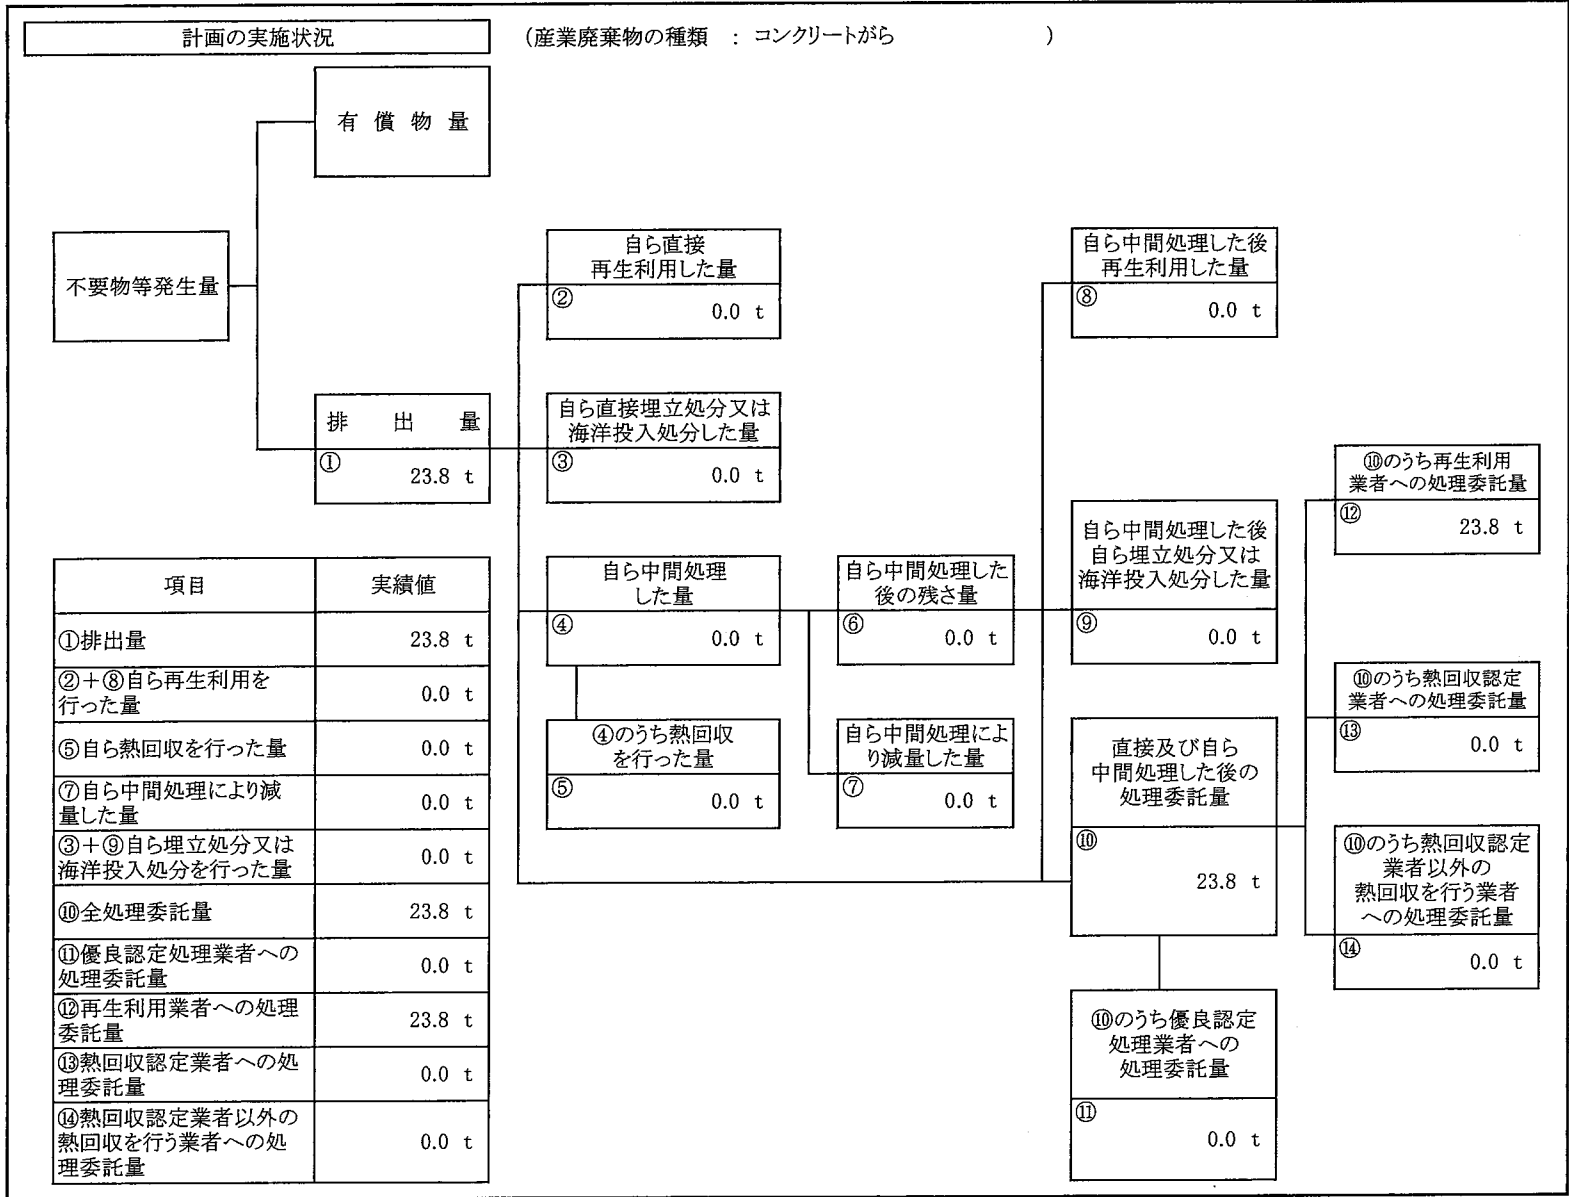 計画の実施状況
(産業廃棄物の種類 : コンクリートがら )
有償物量
不要物等発生量
排出量
①
23.8 t
自ら直接
再生利用した量
②
0.0 t
自ら直接埋立処分又は
海洋投入処分した量
③
0.0 t
自ら中間処理
した量
④
0.0 t
④のうち熱回収
を行った量
⑤
0.0 t
自ら中間処理した
後の残さ量
⑥
0.0 t
自ら中間処理によ
り減量した量
⑦
0.0 t
自ら中間処理した後
再生利用した量
⑧
0.0 t
自ら中間処理した後
自ら埋立処分又は
海洋投入処分した量
⑨
0.0 t
直接及び自ら
中間処理した後の
処理委託量
⑩
23.8 t
⑩のうち優良認定
処理業者への
処理委託量
⑪
0.0 t
⑩のうち再生利用
業者への処理委託量
⑫
23.8 t
⑩のうち熱回収認定
業者への処理委託量
⑬
0.0 t
⑩のうち熱回収認定
業者以外の
熱回収を行う業者
への処理委託量
⑭
0.0 t
項目 実績値
①排出量 23.8 t
②+⑧自ら再生利用を
行った量 0.0 t
⑤自ら熱回収を行った量 0.0 t
⑦自ら中間処理により減
量した量 0.0 t
③+⑨自ら埋立処分又は
海洋投入処分を行った量 0.0 t
⑩全処理委託量 23.8 t
⑪優良認定処理業者への
処理委託量 0.0 t
⑫再生利用業者への処理
委託量 23.8 t
⑬熱回収認定業者への処
理委託量 0.0 t
⑭熱回収認定業者以外の
熱回収を行う業者への処
理委託量 0.0 t